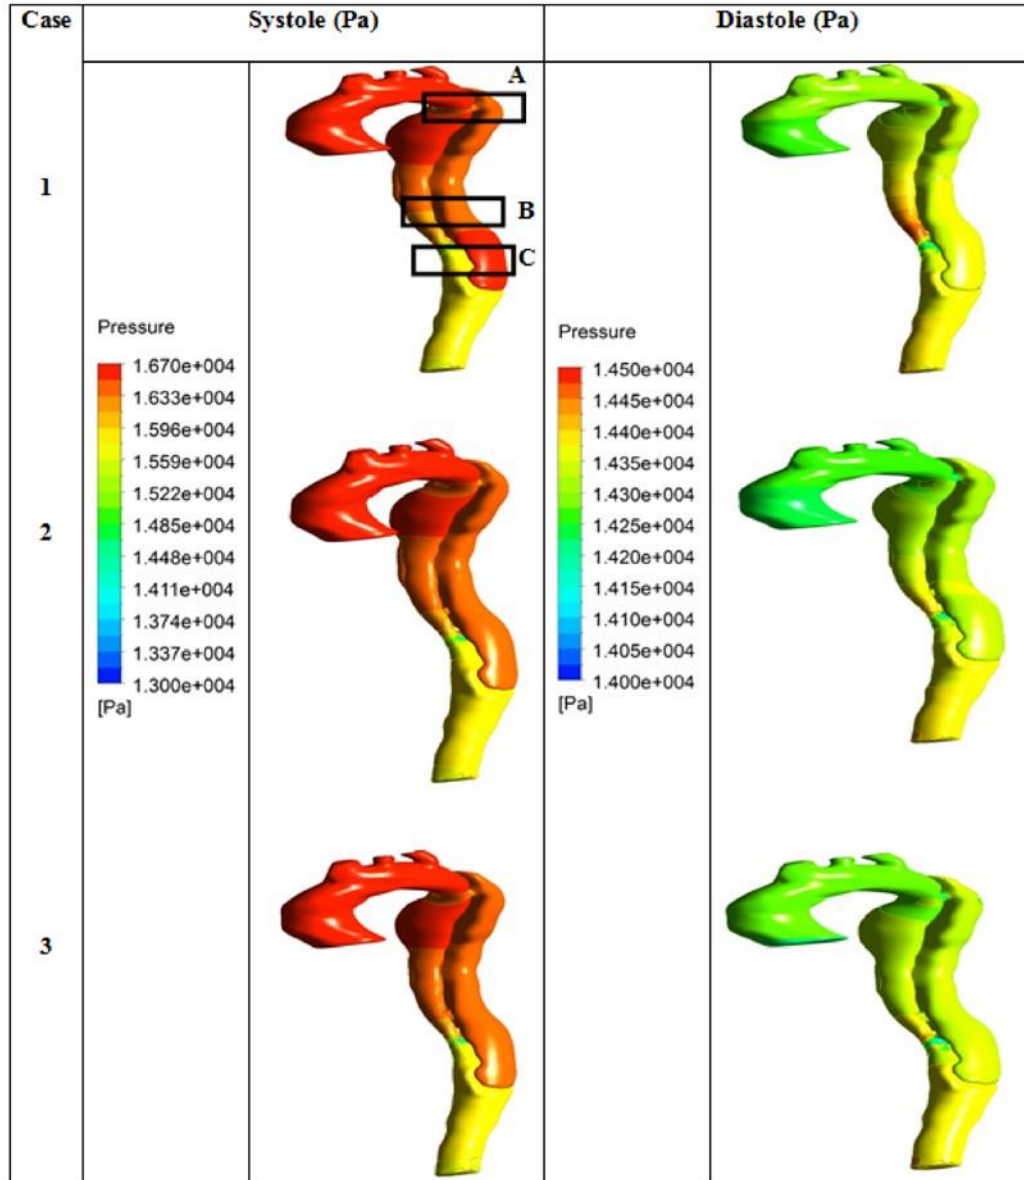 Case Systole (Pa) Diastole (Pa)
A
1
B
C
Pressure
1.670e+004
1.633e+004
1.596e+004
1.559e+004
1.522e+004
1.485e+004
1.448e+004
1.411e+004
1.374e+004
1.337e+004
1.300e+004
[Pa]
Pressure
1.450e+004
1.445e+004
1.440e+004
1.435e+004
1.430e+004
1.425e+004
1.420e+004
1.415e+004
1.410e+004
1.405e+004
1.400e+004
[Pa]
2
3